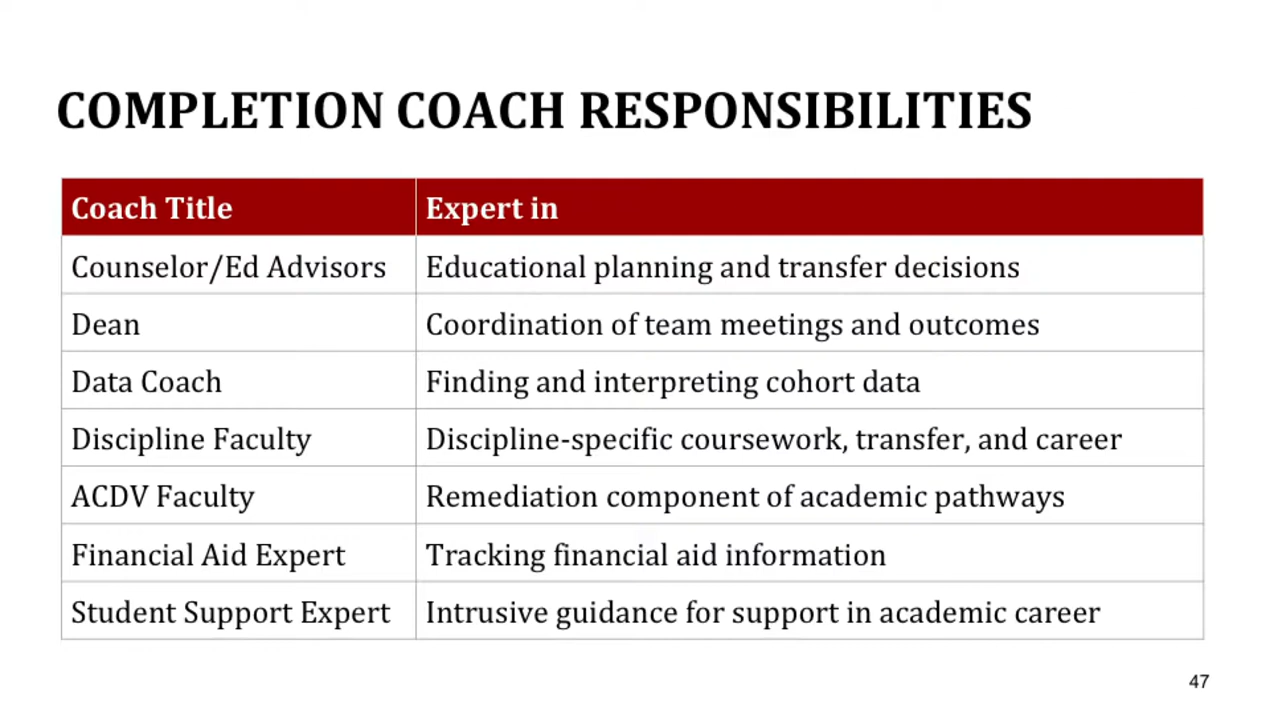 COMPLETION COACH RESPONSIBILITIES
Coach Title Expert in
Counselor/Ed Advisors Educational planning and transfer decisions
Dean Coordination of team meetings and outcomes
Data Coach Finding and interpreting cohort data
Discipline Faculty Discipline-specific coursework, transfer, and career
ACDV Faculty Remediation component of academic pathways
Financial Aid Expert Tracking financial aid information
Student Support Expert Intrusive guidance for support in academic career
47